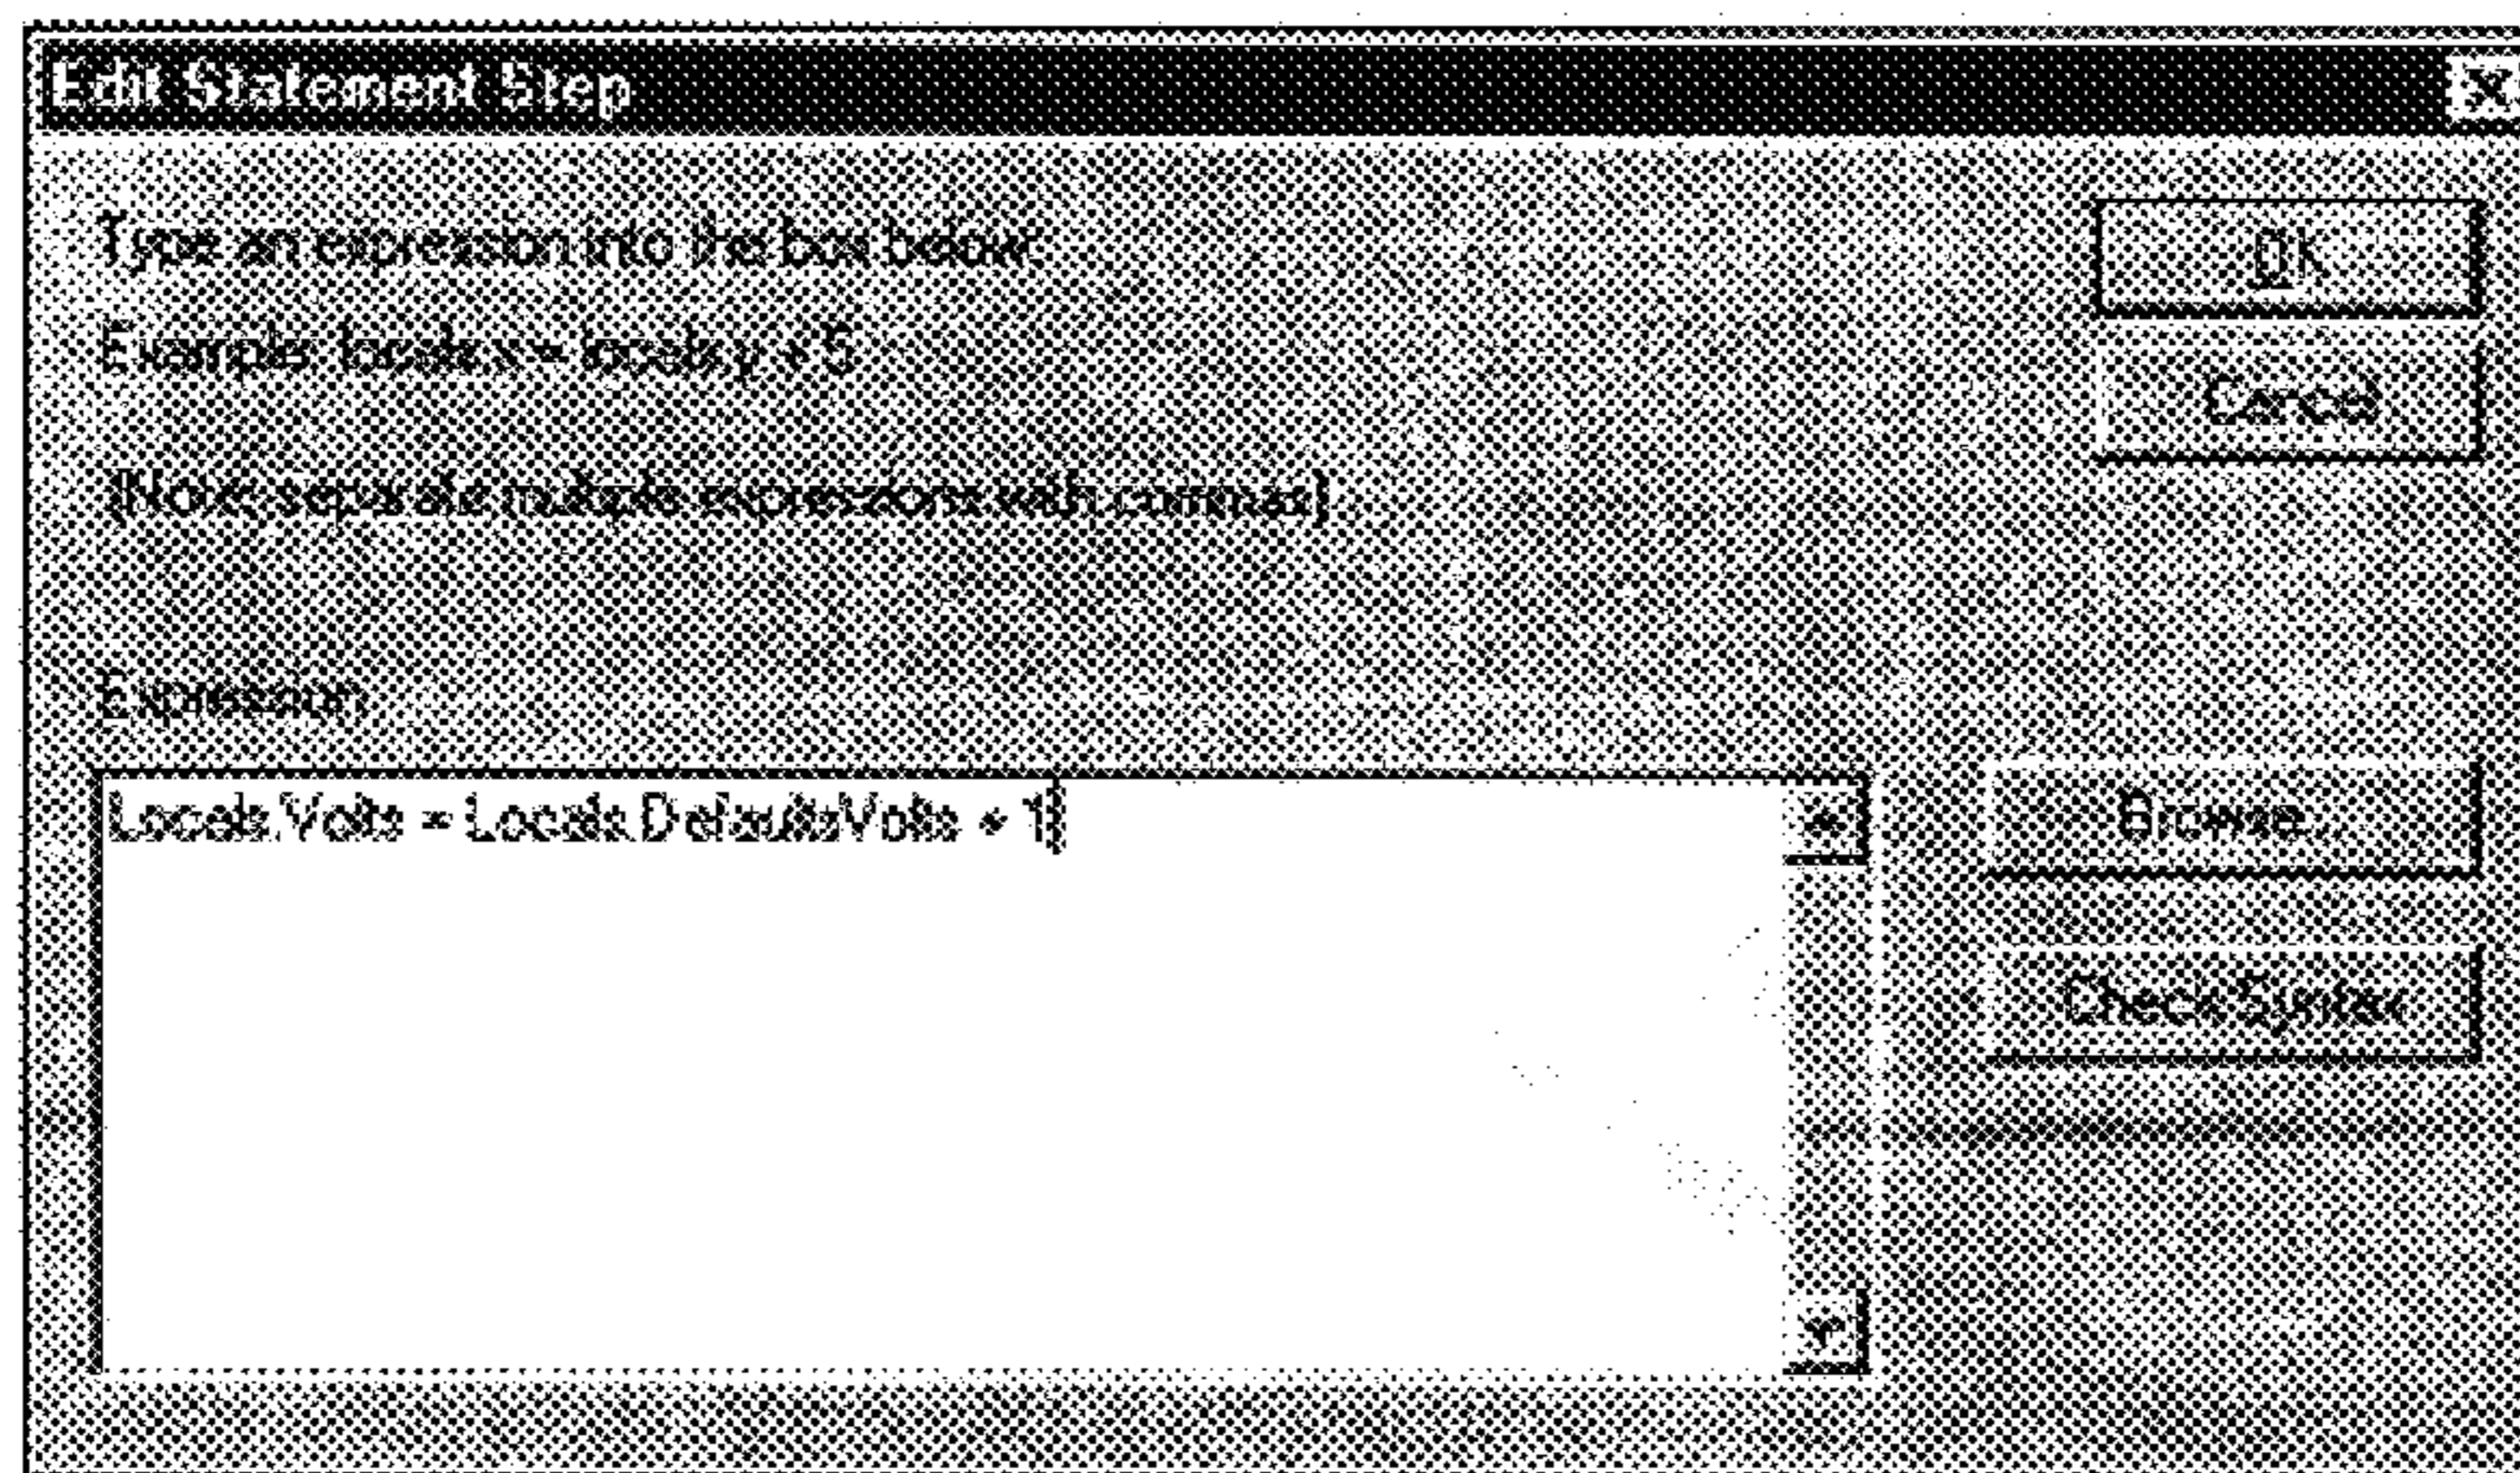 Edit Statement Step
Type an expression into the box below:
Example: locals.x = locals.y + 5
OK
Cancel
(Note: separate multiple expressions with commas)
Expression:
Locals.Volts = Locals.DefaultsVolts + 1
Browse...
Check Syntax